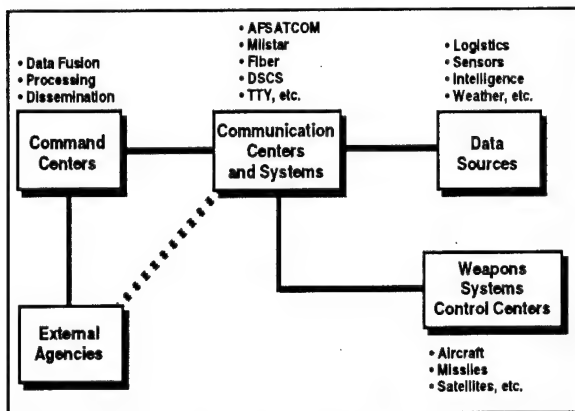 • Data Fusion
• Processing
• Dissemination
Command
Centers
• AFSATCOM
• Milstar
• Fiber
• DSCS
• TTY, etc.
Communication
Centers
and Systems
• Logistics
• Sensors
• Intelligence
• Weather, etc.
Data
Sources
External
Agencies
Weapons
Systems
Control Centers
• Aircraft
• Missiles
• Satellites, etc.